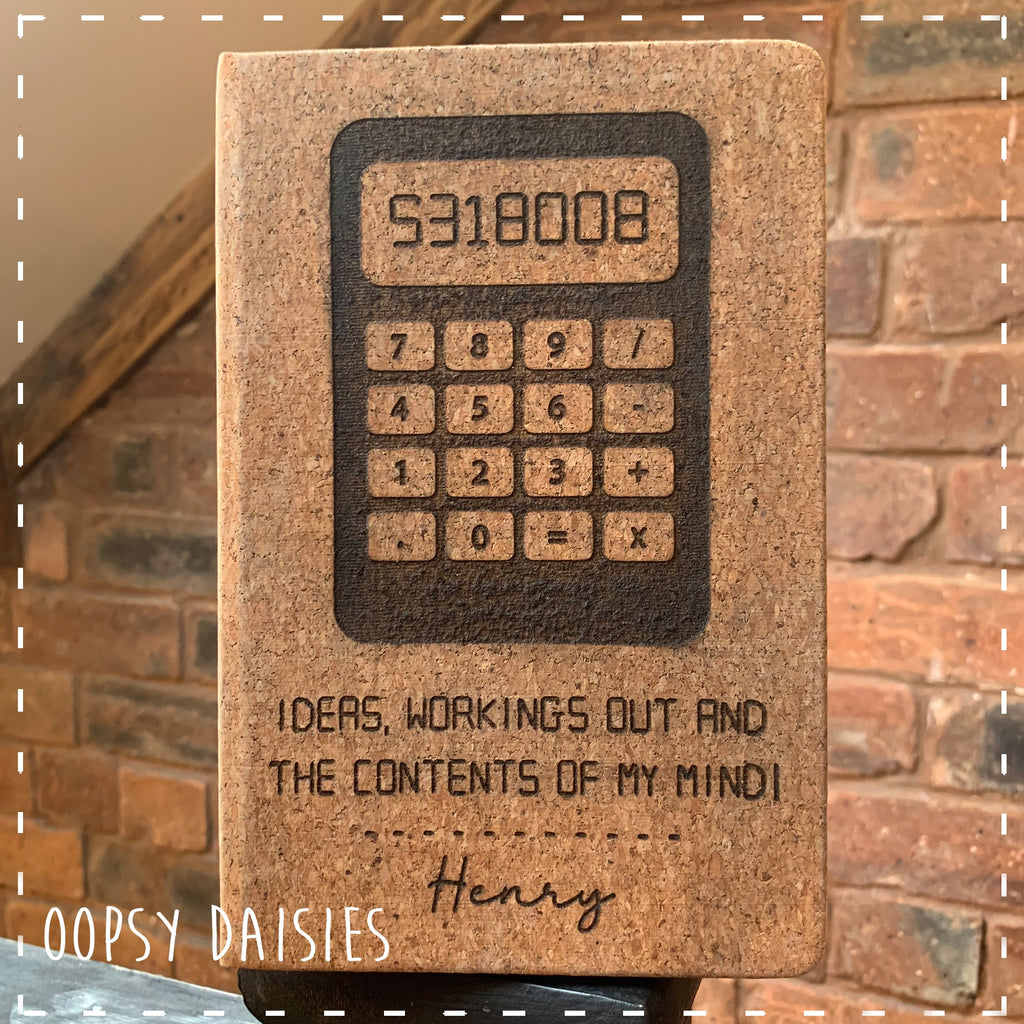 5318008
7 8 9 /
4 5 6 -
1 2 3 +
. 0 = x
IDEAS, WORKINGS OUT AND
THE CONTENTS OF MY MIND!
Henry
OOPSY DAISIES